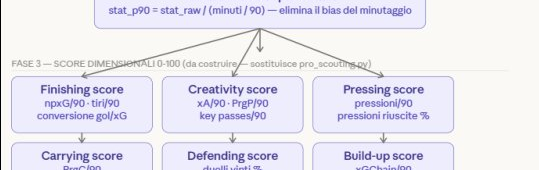 stat_p90 = stat_raw / (minuti / 90) — elimina il bias del minutaggio
FASE 3 — SCORE DIMENSIONALI 0-100 (da costruire — sostituisce pro_scouting.py)
Finishing score
npxG/90 · tiri/90
conversione gol/xG
Creativity score
xA/90 · PrgP/90
key passes/90
Pressing score
pressioni/90
pressioni riuscite %
Carrying score
PrgC/90
Defending score
duelli vinti %
Build-up score
xGChain/90